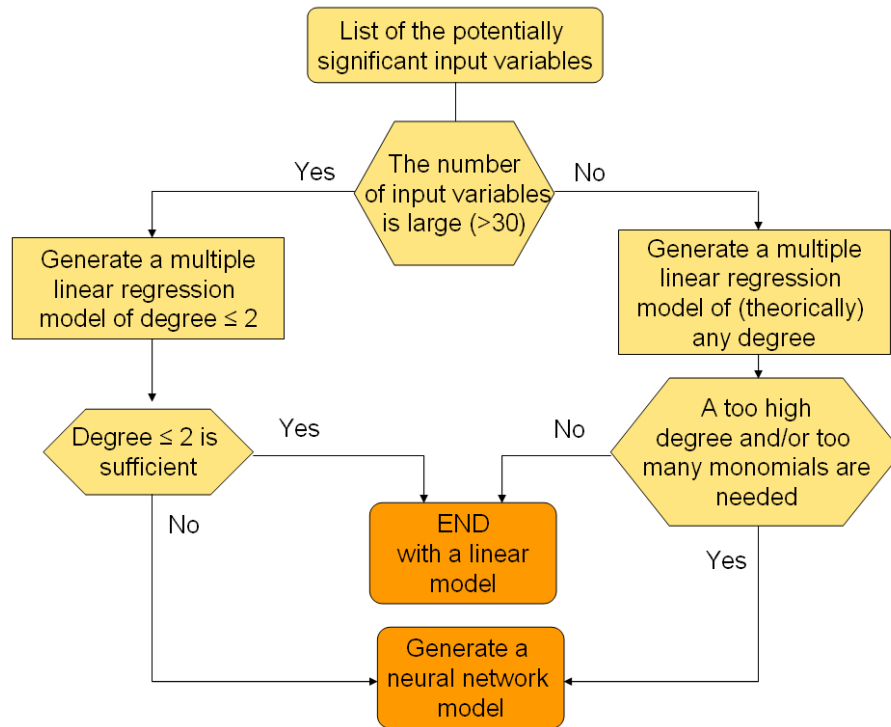 List of the potentially
significant input variables
Yes
The number
of input variables
is large (>30)
No
Generate a multiple
linear regression
model of degree ≤ 2
Generate a multiple
linear regression
model of (theoretically)
any degree
Degree ≤ 2 is
sufficient
Yes
No
A too high
degree and/or too
many monomials are
needed
No
END
with a linear
model
Yes
Generate a
neural network
model